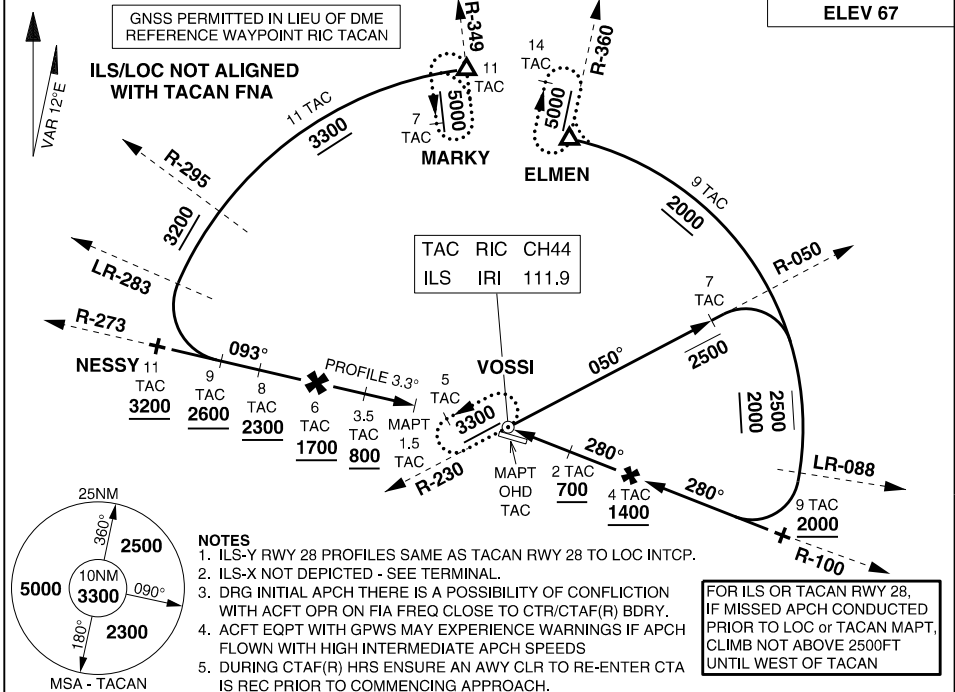 GNSS PERMITTED IN LIEU OF DME
REFERENCE WAYPOINT RIC TACAN
ELEV 67
VAR 12°E
ILS/LOC NOT ALIGNED
WITH TACAN FNA
R-349
11
TAC
5000
7
TAC
MARKY
14
TAC
R-360
5000
ELMEN
11 TAC
3300
R-295
3200
LR-283
R-273
9 TAC
2000
TAC RIC CH44
ILS IRI 111.9
R-050
7
TAC
2500
050°
VOSSI
NESSY
11
TAC
3200
093°
9
TAC
2600
8
TAC
2300
6
TAC
1700
PROFILE 3.3°
3.5
TAC
800
MAPT
1.5
TAC
5
TAC
3300
R-230
MAPT
OHD
TAC
280°
2 TAC
700
4 TAC
1400
280°
2500
2000
LR-088
9 TAC
2000
R-100
25NM
360°
2500
5000
10NM
3300
090°
180°
2300
MSA - TACAN
NOTES
1. ILS-Y RWY 28 PROFILES SAME AS TACAN RWY 28 TO LOC INTCP.
2. ILS-X NOT DEPICTED - SEE TERMINAL.
3. DRG INITIAL APCH THERE IS A POSSIBILITY OF CONFLICTION
WITH ACFT OPR ON FIA FREQ CLOSE TO CTR/CTAF(R) BDRY.
4. ACFT EQPT WITH GPWS MAY EXPERIENCE WARNINGS IF APCH
FLOWN WITH HIGH INTERMEDIATE APCH SPEEDS
5. DURING CTAF(R) HRS ENSURE AN AWY CLR TO RE-ENTER CTA
IS REC PRIOR TO COMMENCING APPROACH.
FOR ILS OR TACAN RWY 28,
IF MISSED APCH CONDUCTED
PRIOR TO LOC or TACAN MAPT,
CLIMB NOT ABOVE 2500FT
UNTIL WEST OF TACAN